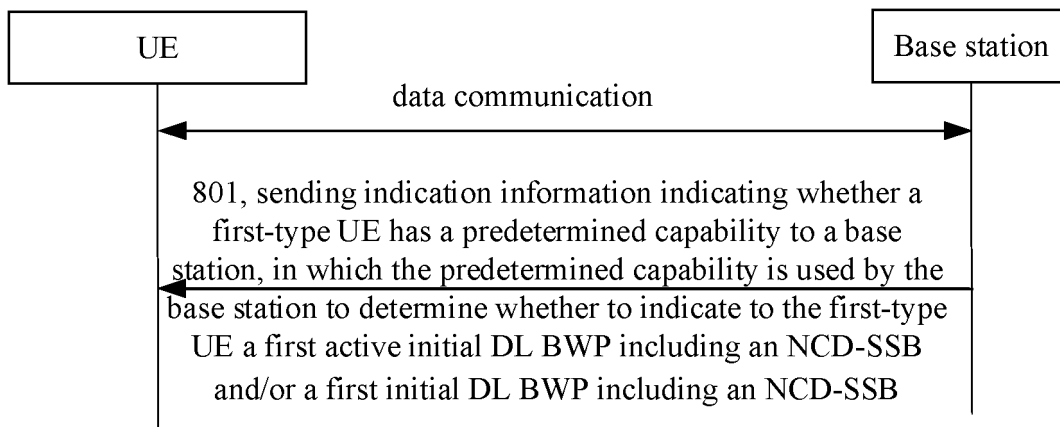 UE
Base station
data communication
801, sending indication information indicating whether a
first-type UE has a predetermined capability to a base
station, in which the predetermined capability is used by the
base station to determine whether to indicate to the first-type
UE a first active initial DL BWP including an NCD-SSB
and/or a first initial DL BWP including an NCD-SSB